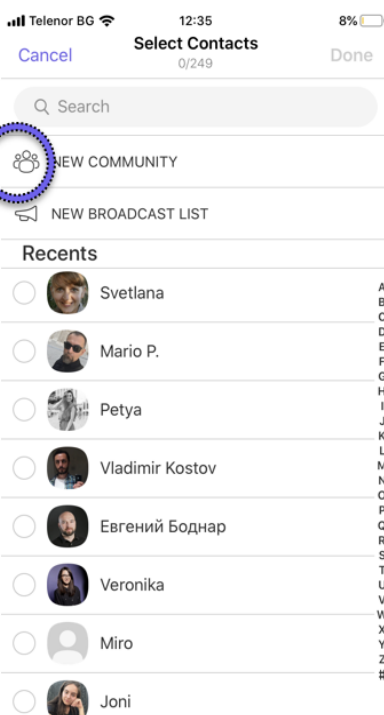 Telenor BG 12:35 8%
Cancel Select Contacts Done
0/249
Search
NEW COMMUNITY
NEW BROADCAST LIST
Recents
Svetlana
Mario P.
Petya
Vladimir Kostov
Евгений Боднар
Veronika
Miro
Joni
A
B
C
D
E
F
G
H
I
J
K
L
M
N
O
P
Q
R
S
T
U
V
W
X
Y
Z
#